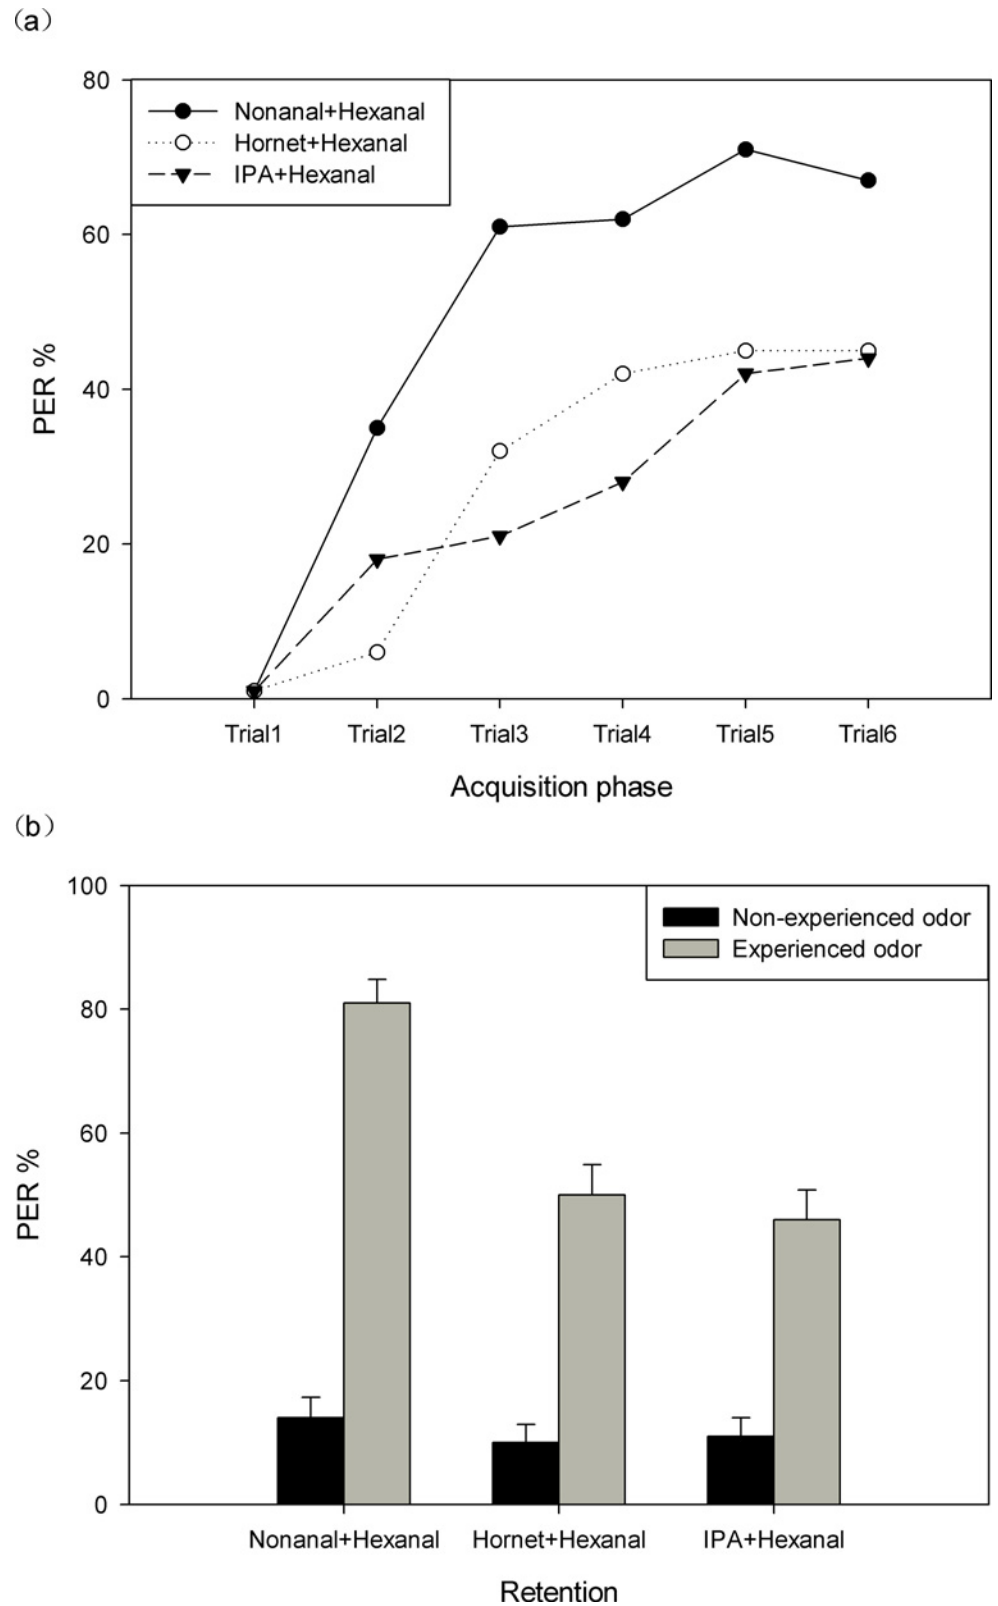 （a）
80
60
40
20
0
PER %
Nonanal+Hexanal
Hornet+Hexanal
IPA+Hexanal
Trial1 Trial2 Trial3 Trial4 Trial5 Trial6
Acquisition phase
（b）
100
80
60
40
20
0
PER %
Non-experienced odor
Experienced odor
Nonanal+Hexanal Hornet+Hexanal IPA+Hexanal
Retention